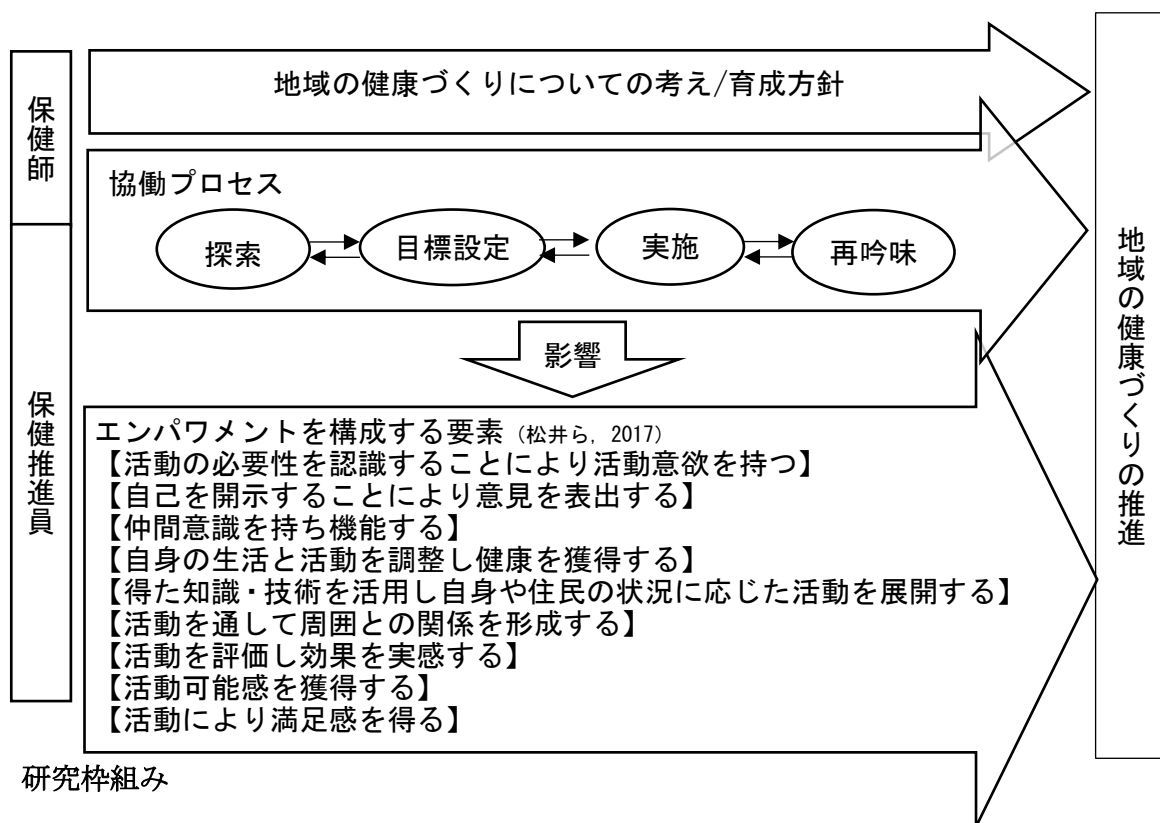 保健師
地域の健康づくりについての考え/育成方針
協働プロセス
探索
目標設定
実施
再吟味
影響
保健推進員
エンパワメントを構成する要素（松井ら, 2017）
【活動の必要性を認識することにより活動意欲を持つ】
【自己を開示することにより意見を表出する】
【仲間意識を持ち機能する】
【自身の生活と活動を調整し健康を獲得する】
【得た知識・技術を活用し自身や住民の状況に応じた活動を展開する】
【活動を通して周囲との関係を形成する】
【活動を評価し効果を実感する】
【活動可能感を獲得する】
【活動により満足感を得る】
地域の健康づくりの推進
研究枠組み